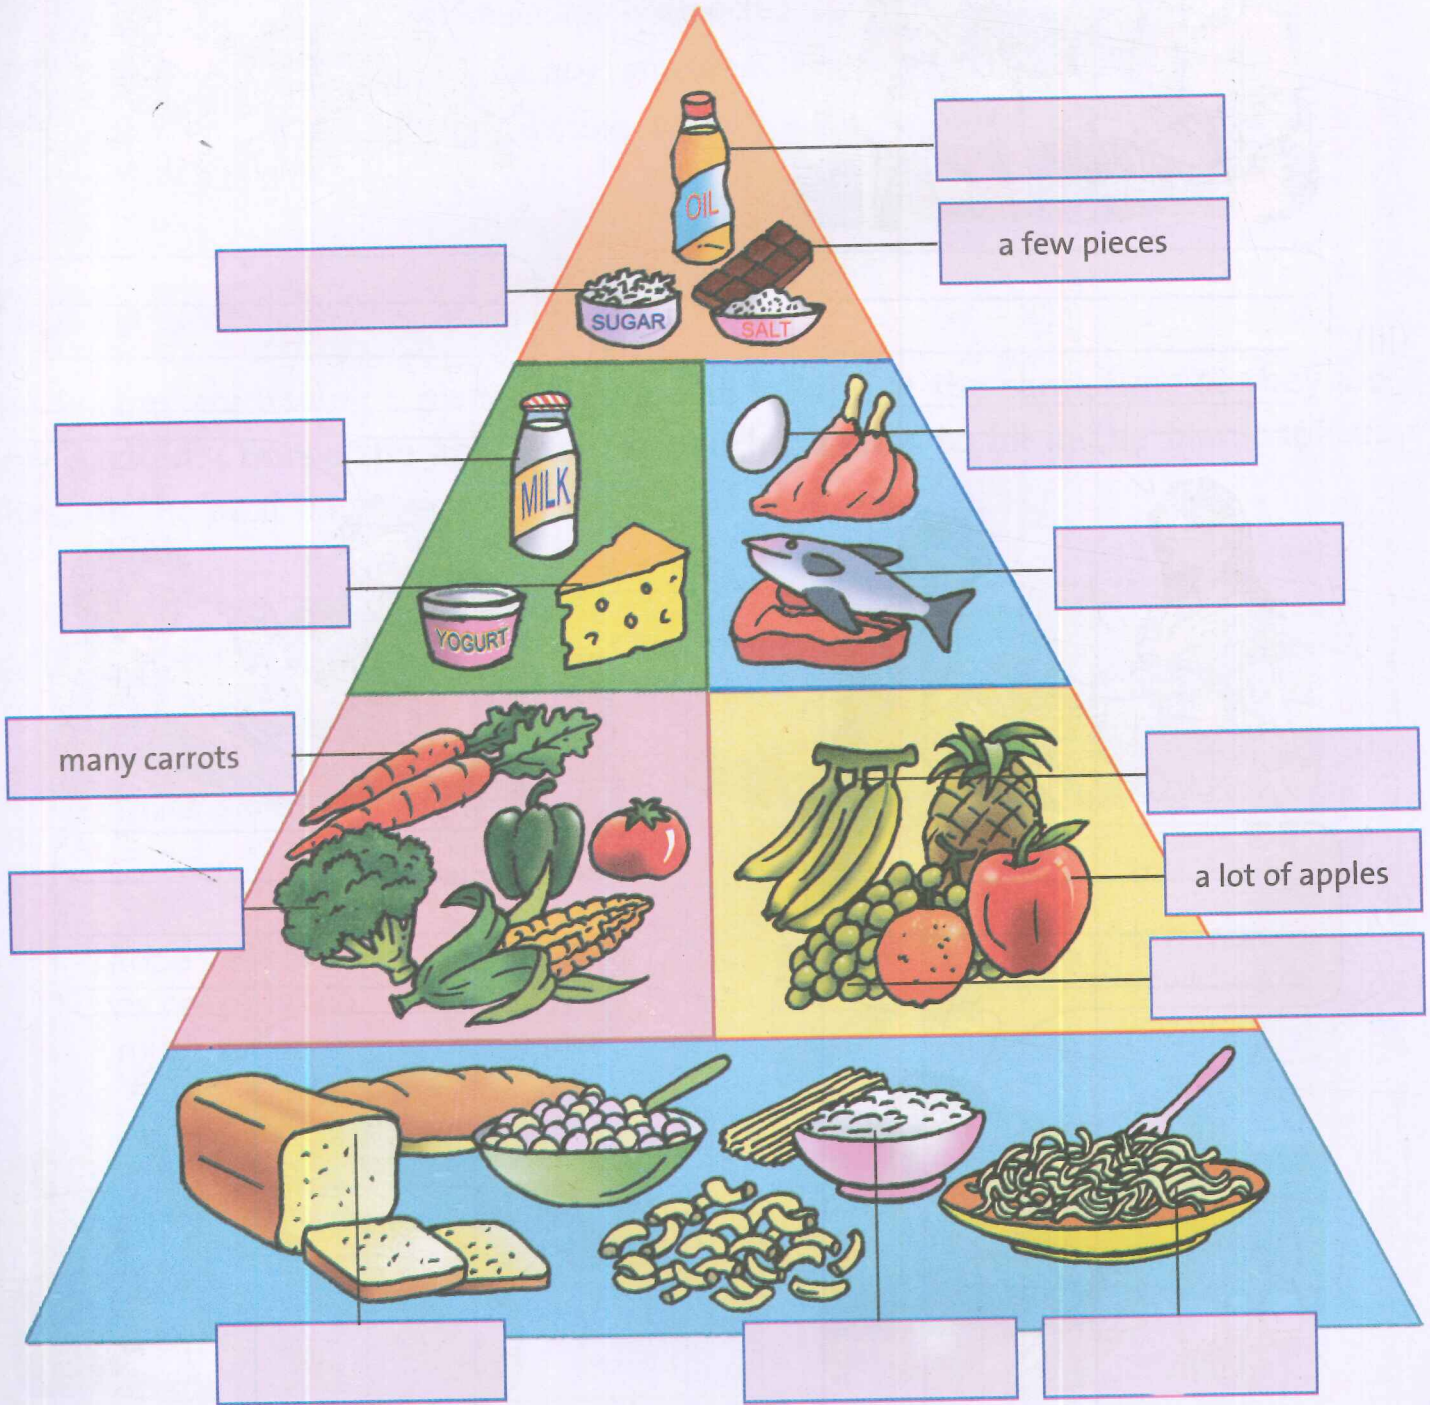 OIL
a few pieces
SUGAR
SALT
MILK
YOGURT
many carrots
a lot of apples